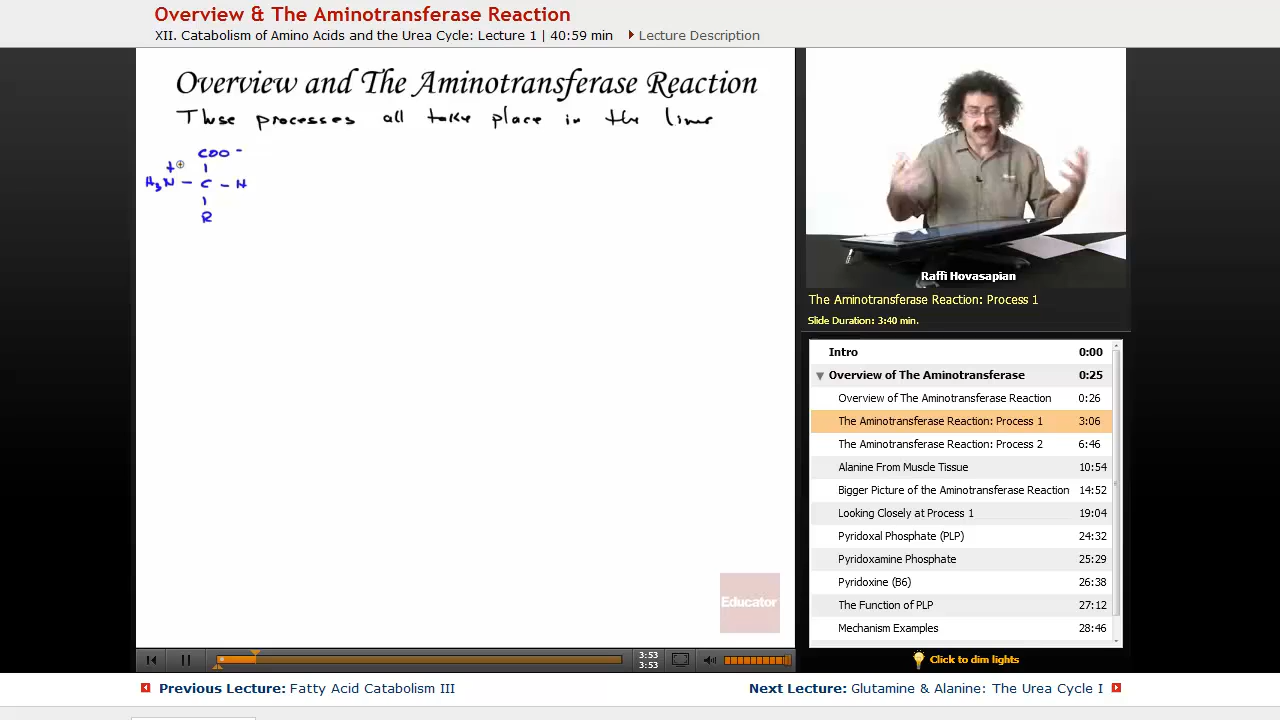 Overview & The Aminotransferase Reaction
XII. Catabolism of Amino Acids and the Urea Cycle: Lecture 1 | 40:59 min Lecture Description
Overview and The Aminotransferase Reaction
These processes all take place in the liver
COO -
+
H3N - C - H
R
Raffi Hovasapian
The Aminotransferase Reaction: Process 1
Slide Duration: 3:40 min.
Intro 0:00
Overview of The Aminotransferase 0:25
Overview of The Aminotransferase Reaction 0:26
The Aminotransferase Reaction: Process 1 3:06
The Aminotransferase Reaction: Process 2 6:46
Alanine From Muscle Tissue 10:54
Bigger Picture of the Aminotransferase Reaction 14:52
Looking Closely at Process 1 19:04
Pyridoxal Phosphate (PLP) 24:32
Pyridoxamine Phosphate 25:29
Pyridoxine (B6) 26:38
The Function of PLP 27:12
Mechanism Examples 28:46
Educator
3:53
3:53
Click to dim lights
Previous Lecture: Fatty Acid Catabolism III
Next Lecture: Glutamine & Alanine: The Urea Cycle I